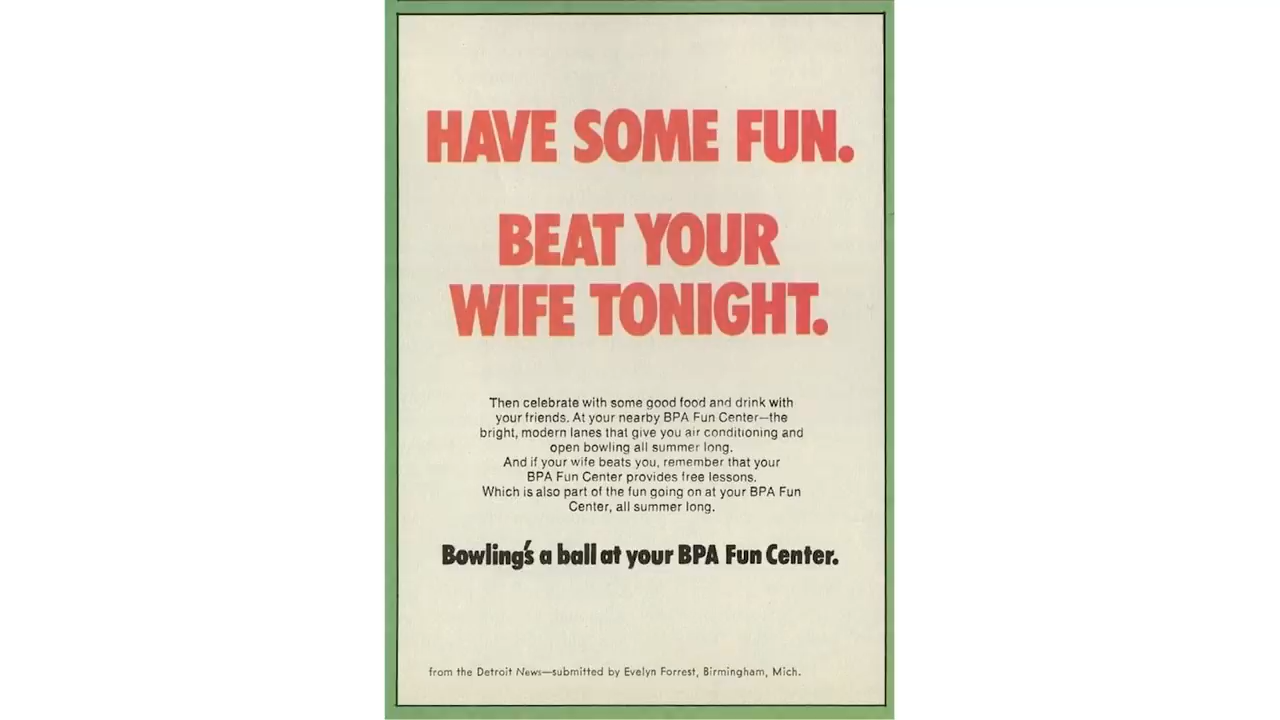 HAVE SOME FUN.
BEAT YOUR
WIFE TONIGHT.
Then celebrate with some good food and drink with
your friends. At your nearby BPA Fun Center—the
bright, modern lanes that give you air conditioning and
open bowling all summer long.
And if your wife beats you, remember that your
BPA Fun Center provides free lessons.
Which is also part of the fun going on at your BPA Fun
Center, all summer long.
Bowling's a ball at your BPA Fun Center.
from the Detroit News—submitted by Evelyn Forrest, Birmingham, Mich.